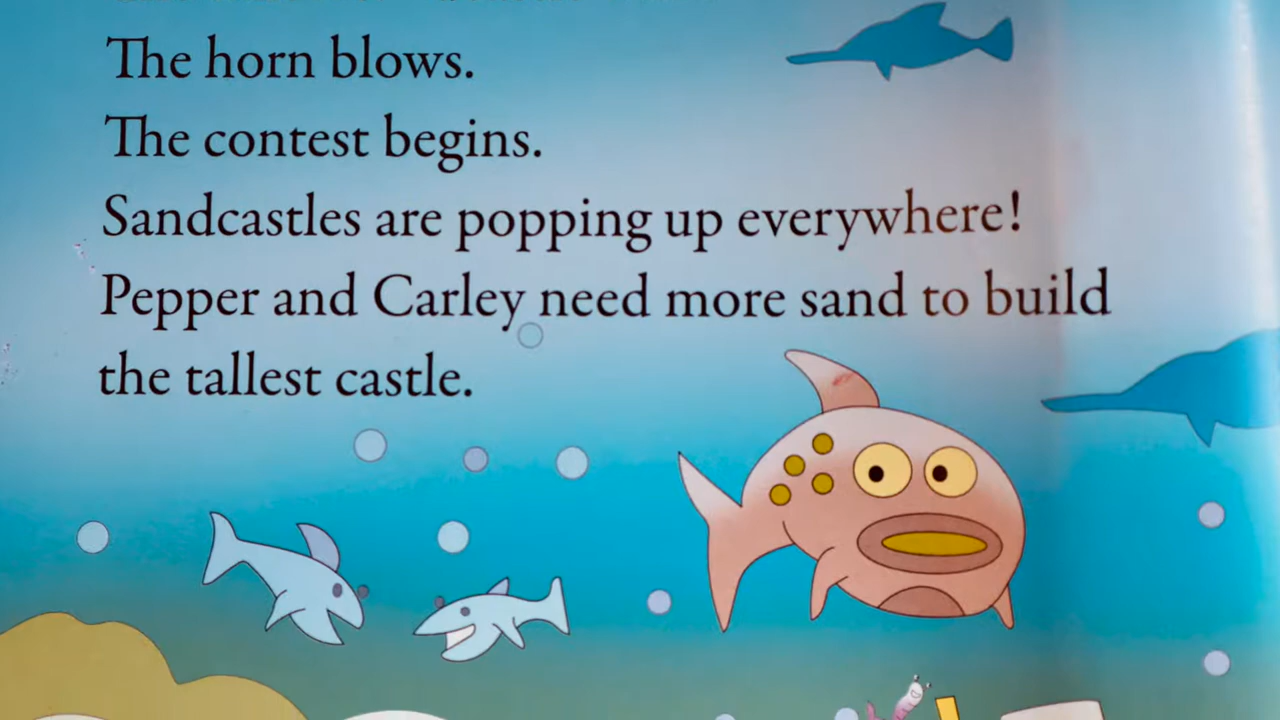 The horn blows.
The contest begins.
Sandcastles are popping up everywhere!
Pepper and Carley need more sand to build
the tallest castle.